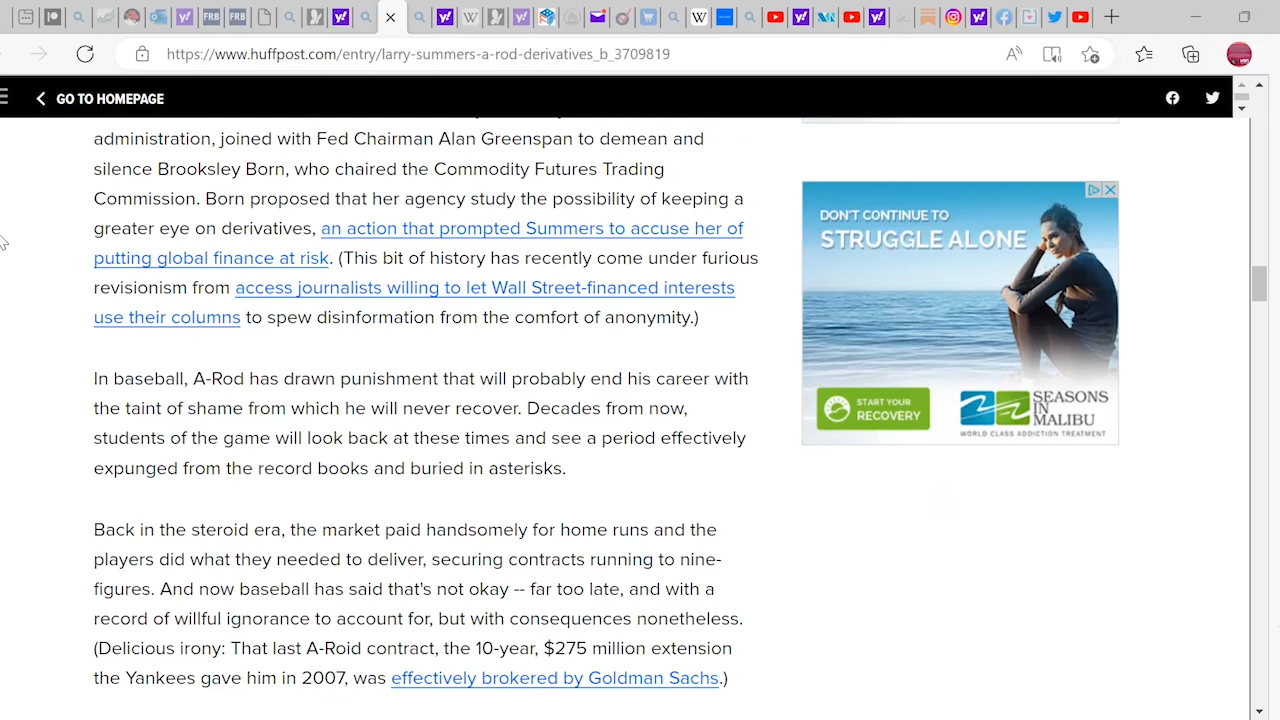 FRB
FRB
https://www.huffpost.com/entry/larry-summers-a-rod-derivatives_b_3709819
GO TO HOMEPAGE
administration, joined with Fed Chairman Alan Greenspan to demean and
silence Brooksley Born, who chaired the Commodity Futures Trading
Commission. Born proposed that her agency study the possibility of keeping a
greater eye on derivatives, an action that prompted Summers to accuse her of
putting global finance at risk. (This bit of history has recently come under furious
revisionism from access journalists willing to let Wall Street-financed interests
use their columns to spew disinformation from the comfort of anonymity.)
In baseball, A-Rod has drawn punishment that will probably end his career with
the taint of shame from which he will never recover. Decades from now,
students of the game will look back at these times and see a period effectively
expunged from the record books and buried in asterisks.
Back in the steroid era, the market paid handsomely for home runs and the
players did what they needed to deliver, securing contracts running to nine-
figures. And now baseball has said that's not okay -- far too late, and with a
record of willful ignorance to account for, but with consequences nonetheless.
(Delicious irony: That last A-Roid contract, the 10-year, $275 million extension
the Yankees gave him in 2007, was effectively brokered by Goldman Sachs.)
DON'T CONTINUE TO
STRUGGLE ALONE
START YOUR
RECOVERY
SEASONS
IN
MALIBU
WORLD CLASS ADDICTION TREATMENT